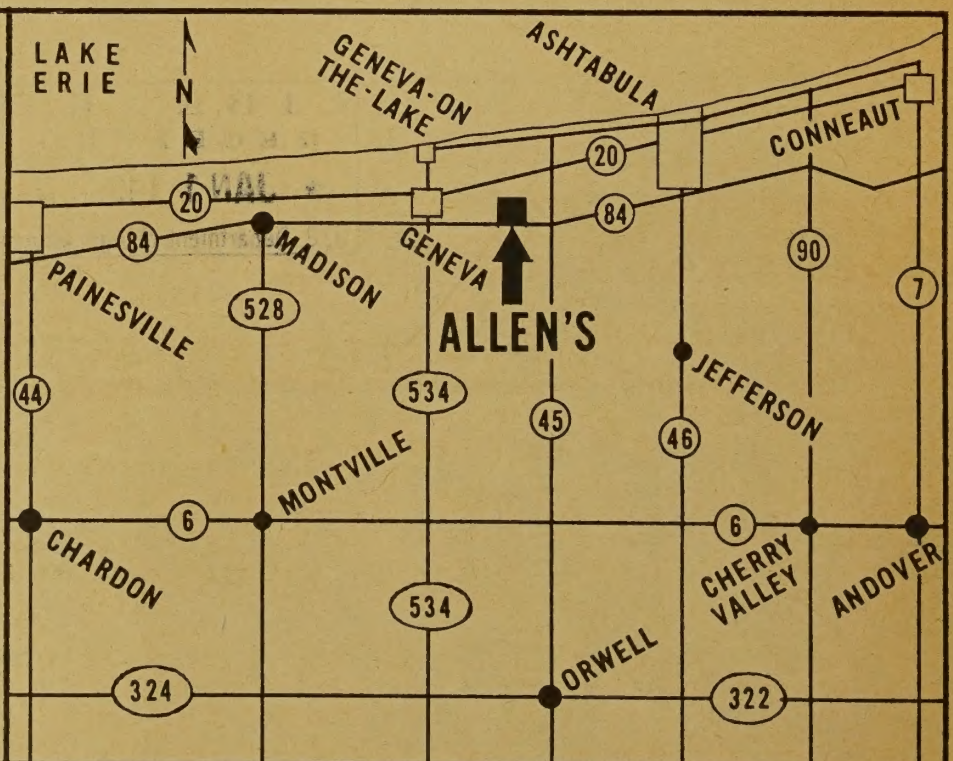 LAKE
ERIE
N
GENEVA-ON
THE-LAKE
ASHTABULA
CONNEAUT
20
20
84
84
PAINESVILLE
MADISON
GENEVA
ALLEN'S
528
90
7
44
534
45
46
JEFFERSON
MONTVILLE
6
6
CHARDON
CHERRY
VALLEY
ANDOVER
534
ORWELL
324
322